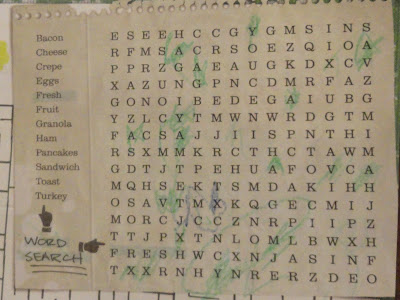 Bacon
Cheese
Crepe
Eggs
Fresh
Fruit
Granola
Ham
Pancakes
Sandwich
Toast
Turkey
WORD
SEARCH
E S E E H C C G Y G M S I N S
R F M S A C R S O E Z Q I O A
P P R Z G A E A U G K D X C V
X A Z U N G P N C D M R F A Z
G O N O I B E D E G A I U B G
Y Z L C Y T M W N W R D G T M
F A C S A J J I I S P N T H I
R S X M M K R C T H C T A W M
G D T J T P E H U A F O V C A
M Q H S E K T S M D A K I H H
O S A V T M X K Q G E C M I J
M O R C J C C Z N R P I I P Z
T T J P X T N L O M L B W X H
F R E S H W C X N J A S I N F
T X X R N H Y N R E R Z D E O